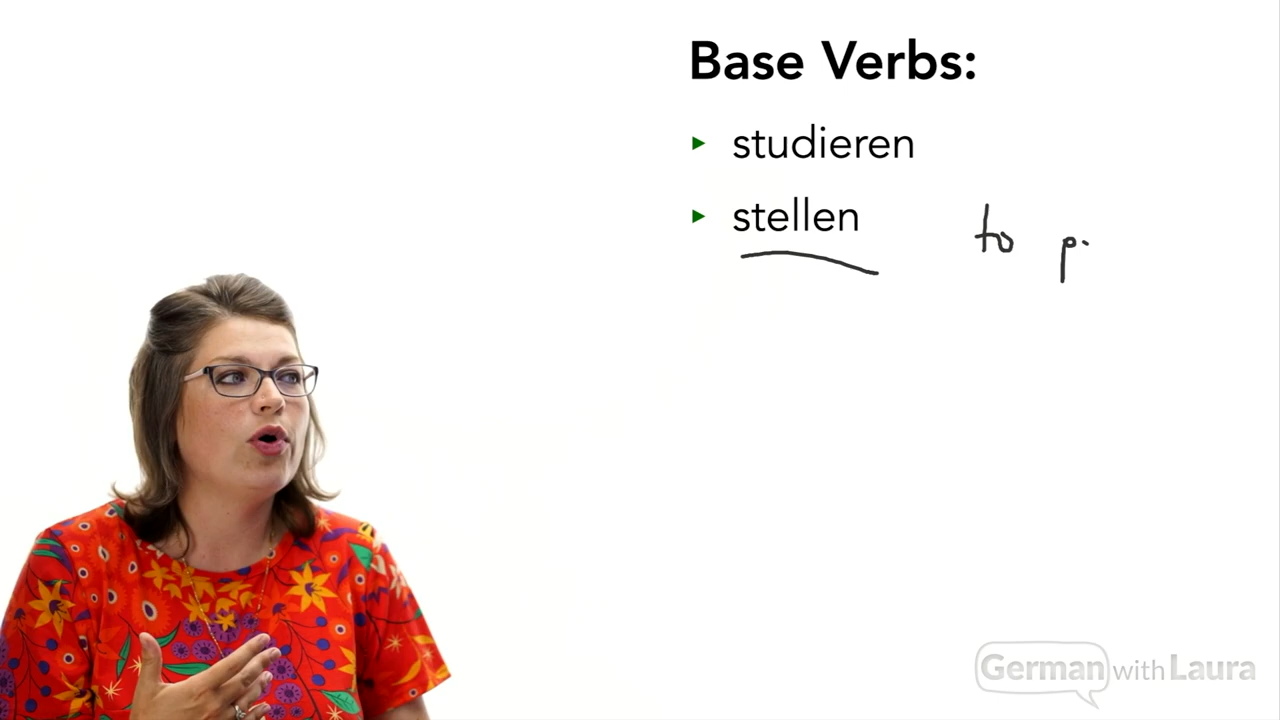 Base Verbs:
studieren
stellen to p.
German with Laura